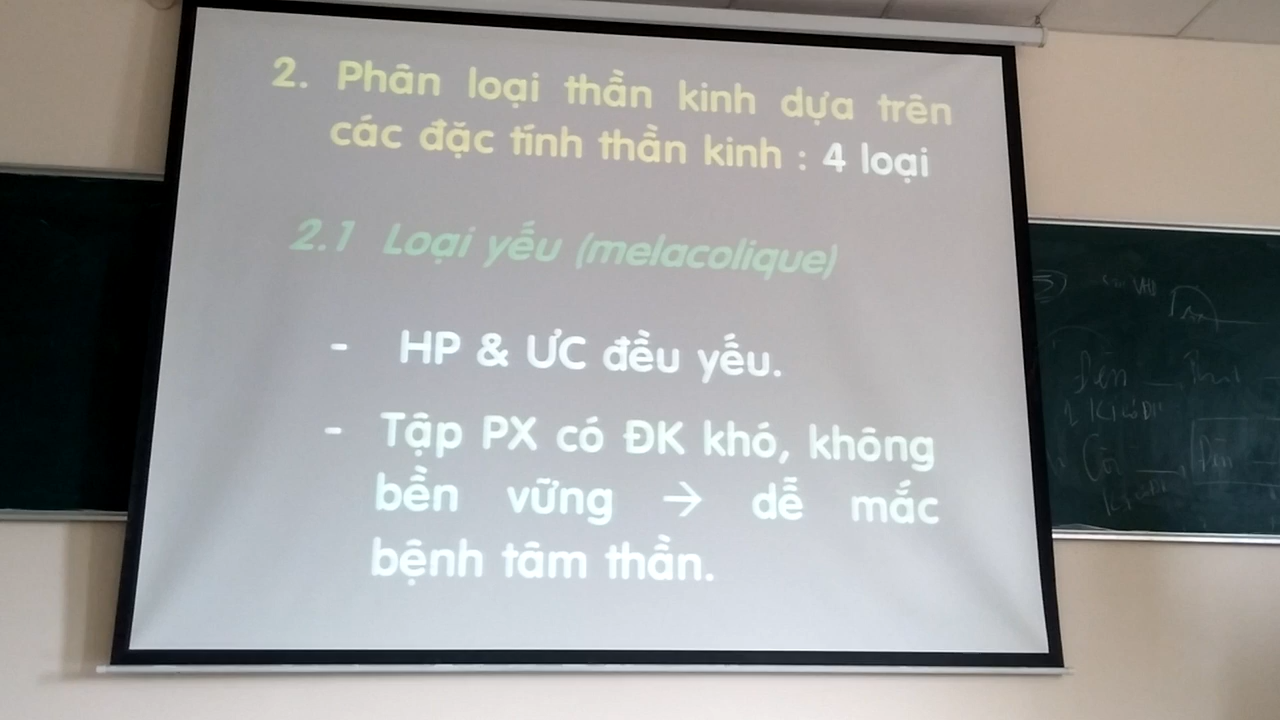 2. Phân loại thần kinh dựa trên
các đặc tính thần kinh : 4 loại
2.1 Loại yếu (melacolique)
- HP & ƯC đều yếu.
- Tập PX có ĐK khó, không
bền vững → dễ mắc
bệnh tâm thần.